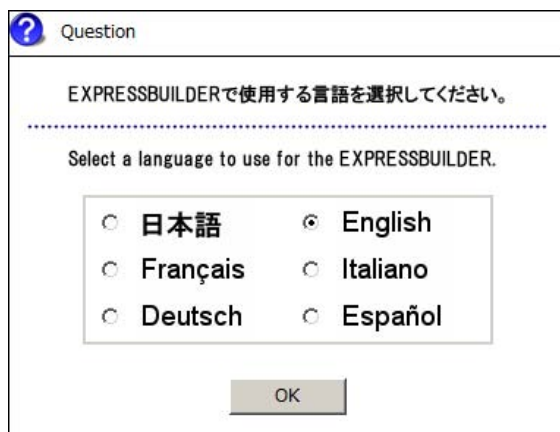 Question
EXPRESSBUILDERで使用する言語を選択してください。
Select a language to use for the EXPRESSBUILDER.
日本語 English
Français Italiano
Deutsch Español
OK